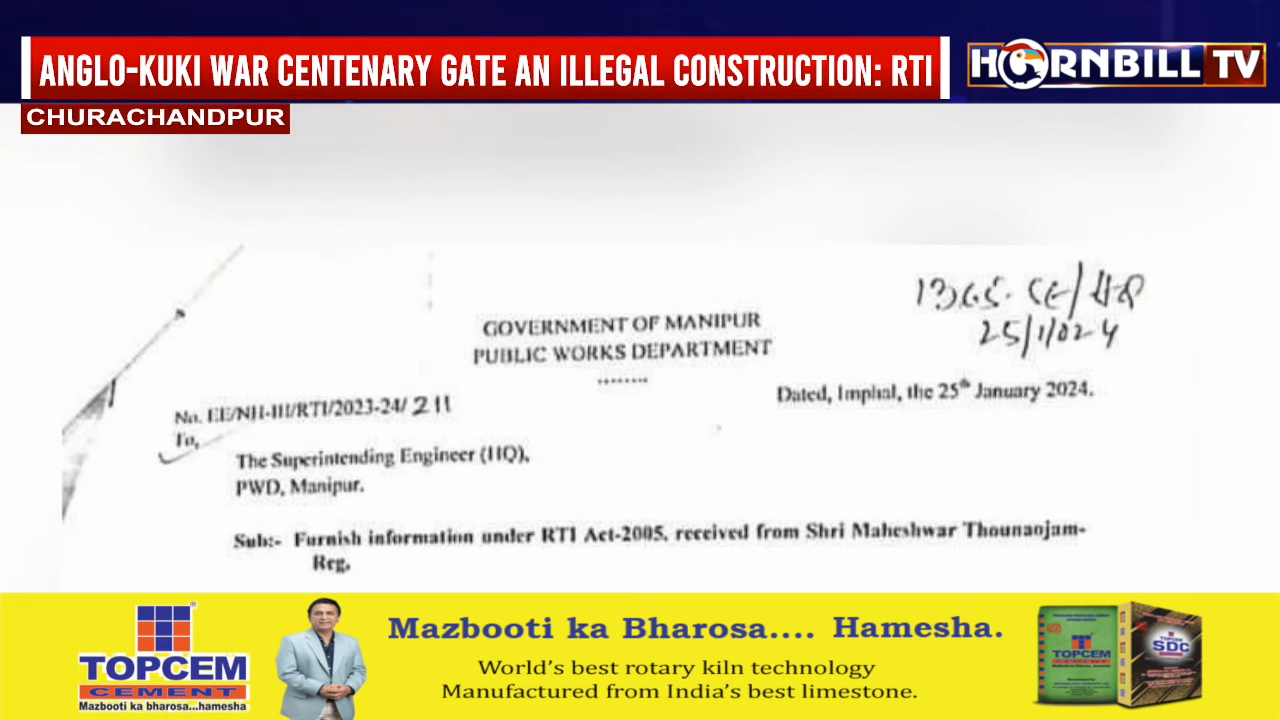 ANGLO-KUKI WAR CENTENARY GATE AN ILLEGAL CONSTRUCTION: RTI
HORNBILL TV
CHURACHANDPUR
1365. CE/HQ
25/1/024
GOVERNMENT OF MANIPUR
PUBLIC WORKS DEPARTMENT
........
No. EE/NH-III/RTI/2023-24/ 211
Dated, Imphal, the 25th January 2024.
To,
The Superintending Engineer (HQ),
PWD, Manipur.
Sub:- Furnish information under RTI Act-2005, received from Shri Maheshwar Thounaojam-
Reg.
TOPCEM
CEMENT
Mazbooti ka bharosa...hamesha
Mazbooti ka Bharosa.... Hamesha.
World's best rotary kiln technology
Manufactured from India's best limestone.
TOPCEM
TOPCEM
SDC